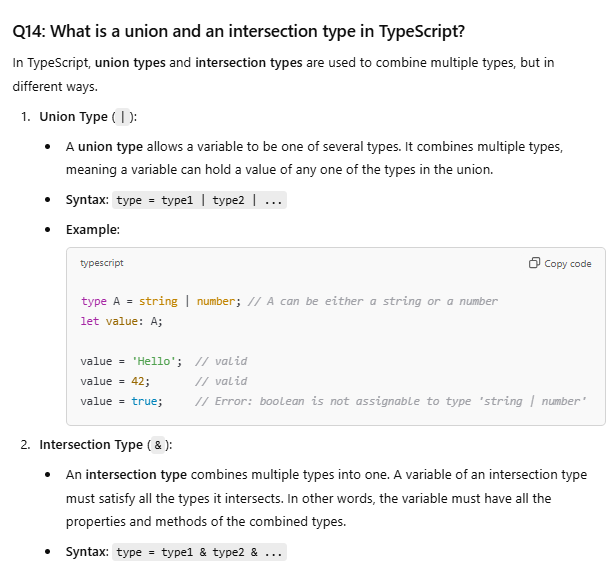 Q14: What is a union and an intersection type in TypeScript?
In TypeScript, union types and intersection types are used to combine multiple types, but in
different ways.
1. Union Type ( | ):
• A union type allows a variable to be one of several types. It combines multiple types,
meaning a variable can hold a value of any one of the types in the union.
• Syntax: type = type1 | type2 | ...
• Example:
typescript
Copy code
type A = string | number; // A can be either a string or a number
let value: A;
value = 'Hello'; // valid
value = 42; // valid
value = true; // Error: boolean is not assignable to type 'string | number'
2. Intersection Type ( & ):
• An intersection type combines multiple types into one. A variable of an intersection type
must satisfy all the types it intersects. In other words, the variable must have all the
properties and methods of the combined types.
• Syntax: type = type1 & type2 & ...